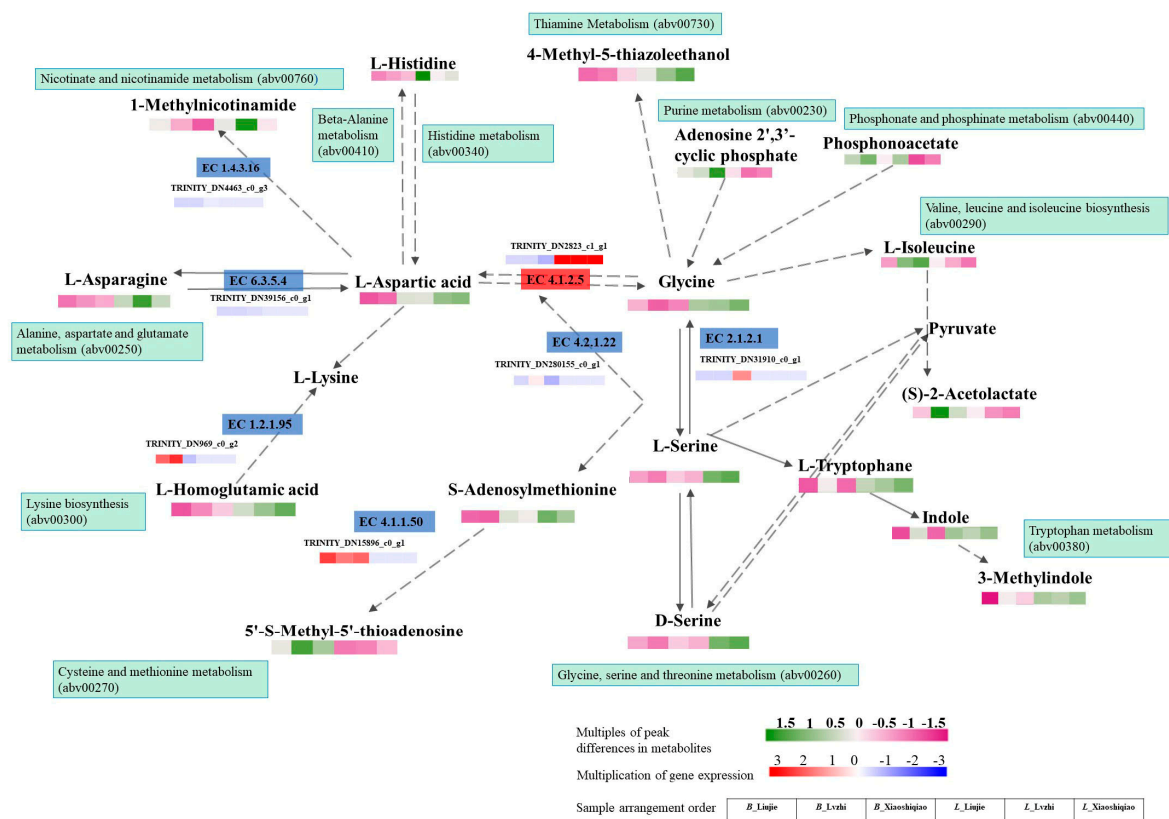 Thiamine Metabolism (abv00730)
4-Methyl-5-thiazoleethanol
L-Histidine
Nicotinate and nicotinamide metabolism (abv00760)
1-Methylnicotinamide
Beta-Alanine
metabolism
(abv00410)
Histidine metabolism
(abv00340)
Purine metabolism (abv00230)
Adenosine 2',3'-
cyclic phosphate
Phosphonate and phosphinate metabolism (abv00440)
Phosphonoacetate
EC 1.4.3.16
TRINITY_DN4463_c0_g3
Valine, leucine and isoleucine biosynthesis
(abv00290)
L-Isoleucine
TRINITY_DN2823_c1_g1
EC 4.1.2.5
L-Asparagine
EC 6.3.5.4
TRINITY_DN39156_c0_g1
L-Aspartic acid
Glycine
Alanine, aspartate and glutamate
metabolism (abv00250)
Pyruvate
EC 4.2,1.22
TRINITY_DN280155_c0_g1
EC 2.1.2.1
TRINITY_DN31910_c0_g1
L-Lysine
(S)-2-Acetolactate
EC 1.2.1.95
TRINITY_DN969_c0_g2
L-Serine
L-Tryptophane
L-Homoglutamic acid
S-Adenosylmethionine
Lysine biosynthesis
(abv00300)
Indole
EC 4.1.1.50
TRINITY_DN15896_c0_g1
Tryptophan metabolism
(abv00380)
3-Methylindole
5'-S-Methyl-5'-thioadenosine
D-Serine
Cysteine and methionine metabolism
(abv00270)
Glycine, serine and threonine metabolism (abv00260)
Multiples of peak
differences in metabolites
1.5 1 0.5 0 -0.5 -1 -1.5
Multiplication of gene expression
3 2 1 0 -1 -2 -3
Sample arrangement order
B_Liujie B_Lvzhi B_Xiaoshiqiao L_Liujie L_Lvzhi L_Xiaoshiqiao